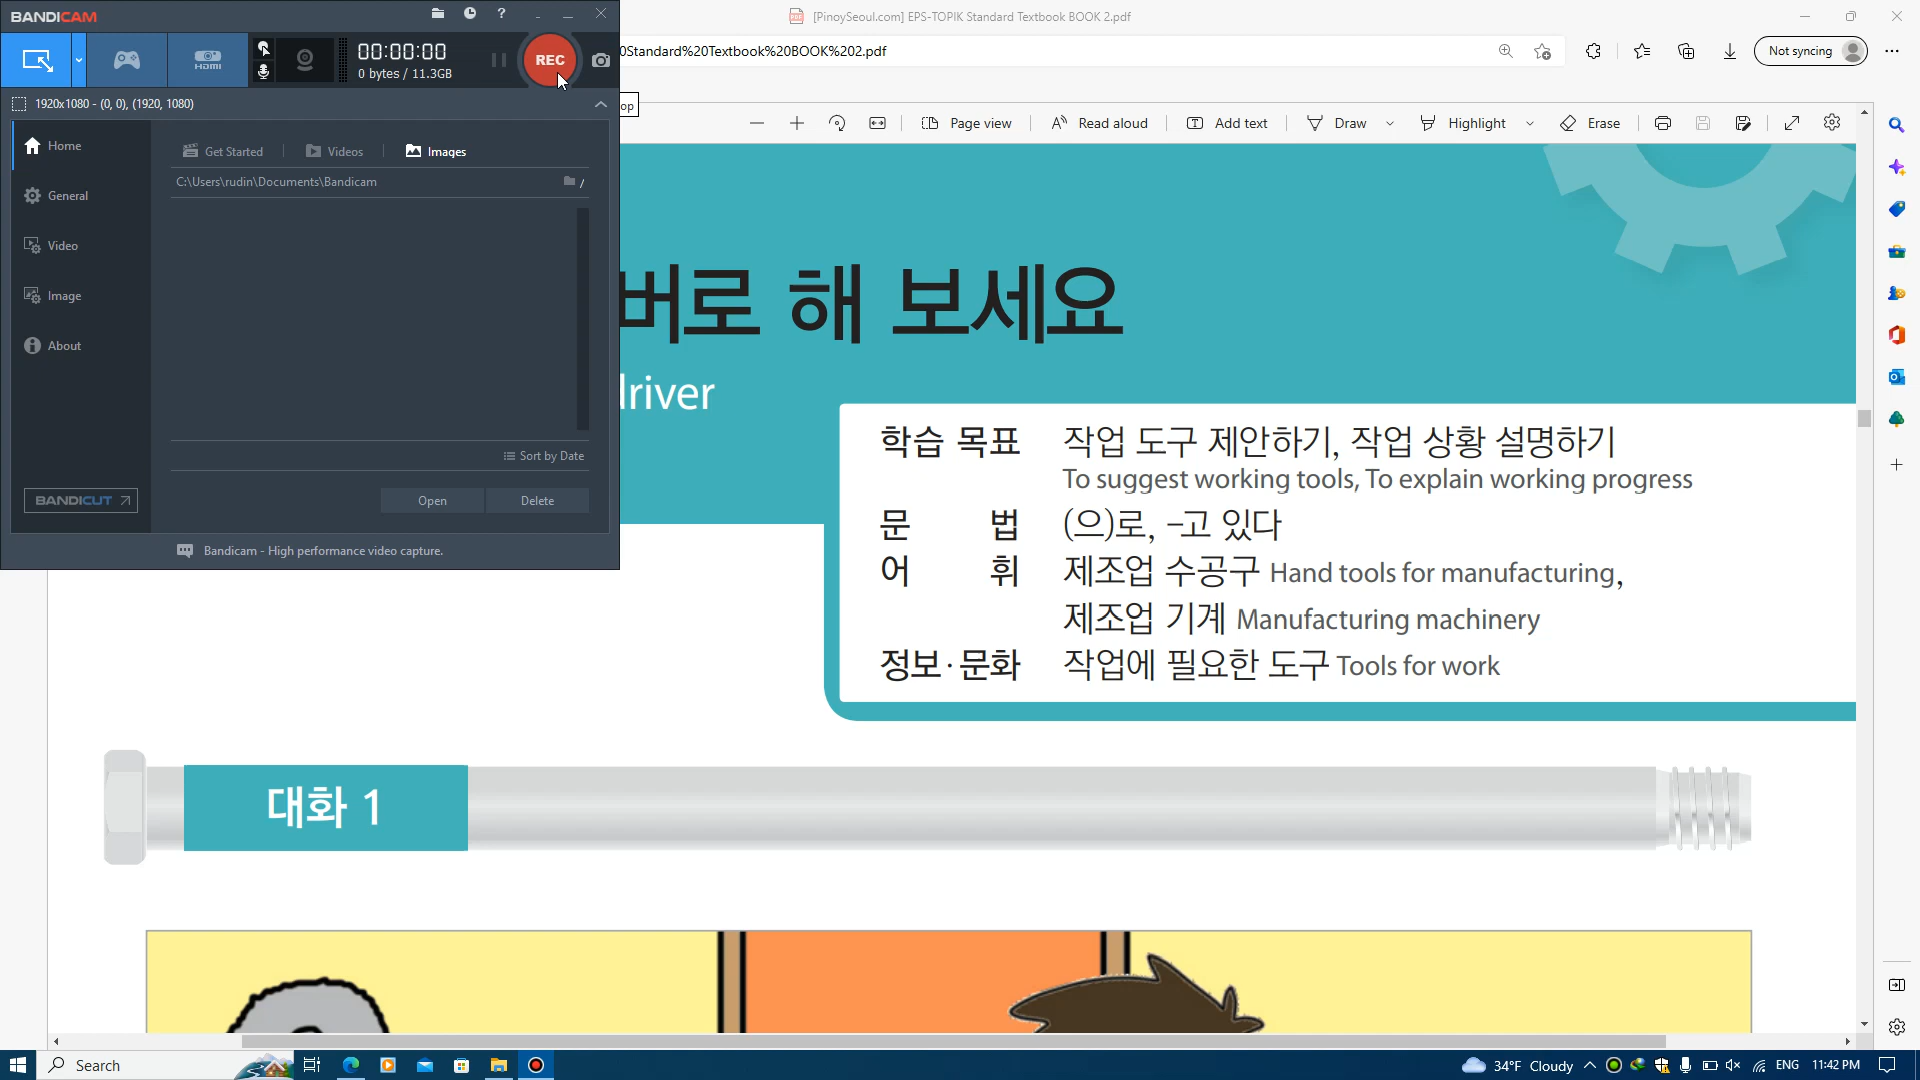 BANDICAM
?
00:00:00
0 bytes / 11.3GB
REC
HDMI
1920x1080 - (0, 0), (1920, 1080)
Home
General
Video
Image
About
BANDICUT
Get Started
Videos
Images
C:\Users\rudin\Documents\Bandicam
/
Sort by Date
Open
Delete
Bandicam - High performance video capture.
[PinoySeoul.com] EPS-TOPIK Standard Textbook BOOK 2.pdf
0Standard%20Textbook%20BOOK%202.pdf
Not syncing
op
Page view
Read aloud
Add text
Draw
Highlight
Erase
버로 해 보세요
driver
학습 목표 작업 도구 제안하기, 작업 상황 설명하기
To suggest working tools, To explain working progress
문 법 (으)로, -고 있다
어 휘 제조업 수공구 Hand tools for manufacturing,
제조업 기계 Manufacturing machinery
정보·문화 작업에 필요한 도구 Tools for work
대화 1
Search
34°F Cloudy
ENG
11:42 PM